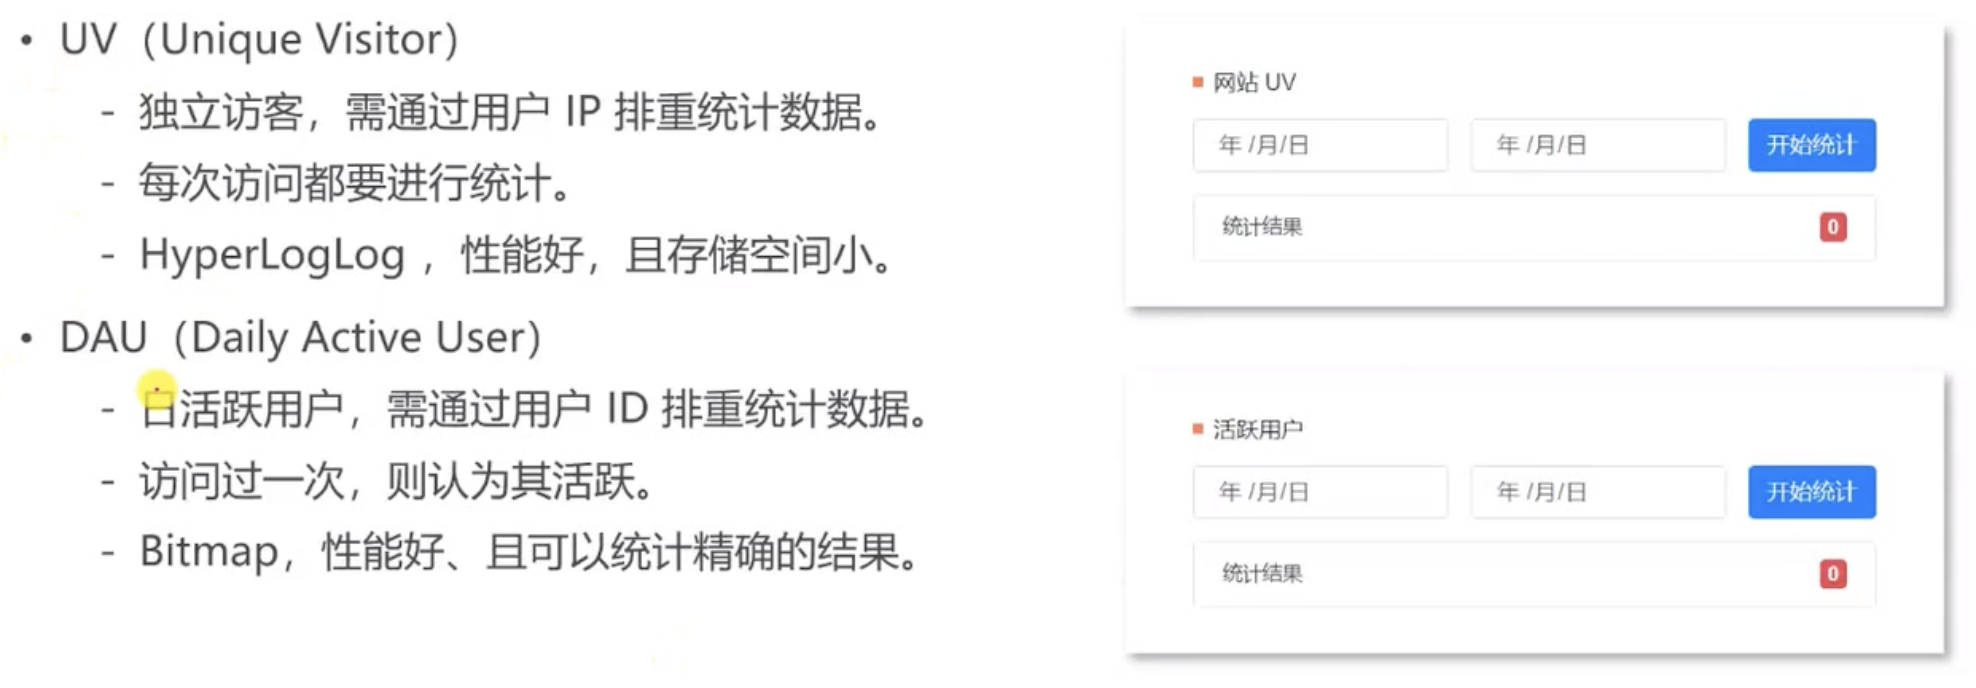 • UV（Unique Visitor）
- 独立访客，需通过用户 IP 排重统计数据。
- 每次访问都要进行统计。
- HyperLogLog ，性能好，且存储空间小。
• DAU（Daily Active User）
- 日活跃用户，需通过用户 ID 排重统计数据。
- 访问过一次，则认为其活跃。
- Bitmap，性能好、且可以统计精确的结果。
网站 UV
年 /月/日 年 /月/日 开始统计
统计结果 0
活跃用户
年 /月/日 年 /月/日 开始统计
统计结果 0